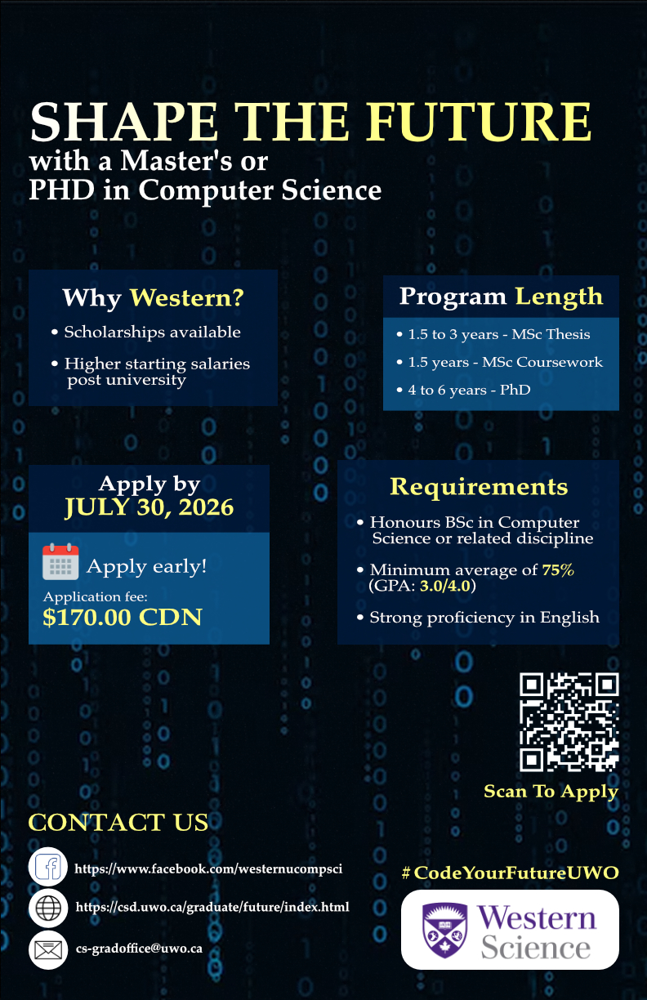 SHAPE THE FUTURE
with a Master's or
PHD in Computer Science
Why Western?
• Scholarships available
• Higher starting salaries
post university
Program Length
• 1.5 to 3 years - MSc Thesis
• 1.5 years - MSc Coursework
• 4 to 6 years - PhD
Apply by
JULY 30, 2026
Apply early!
Application fee:
$170.00 CDN
Requirements
• Honours BSc in Computer
Science or related discipline
• Minimum average of 75%
(GPA: 3.0/4.0)
• Strong proficiency in English
Scan To Apply
CONTACT US
https://www.facebook.com/westernucompsci
https://csd.uwo.ca/graduate/future/index.html
cs-gradoffice@uwo.ca
#CodeYourFutureUWO
Western
Science